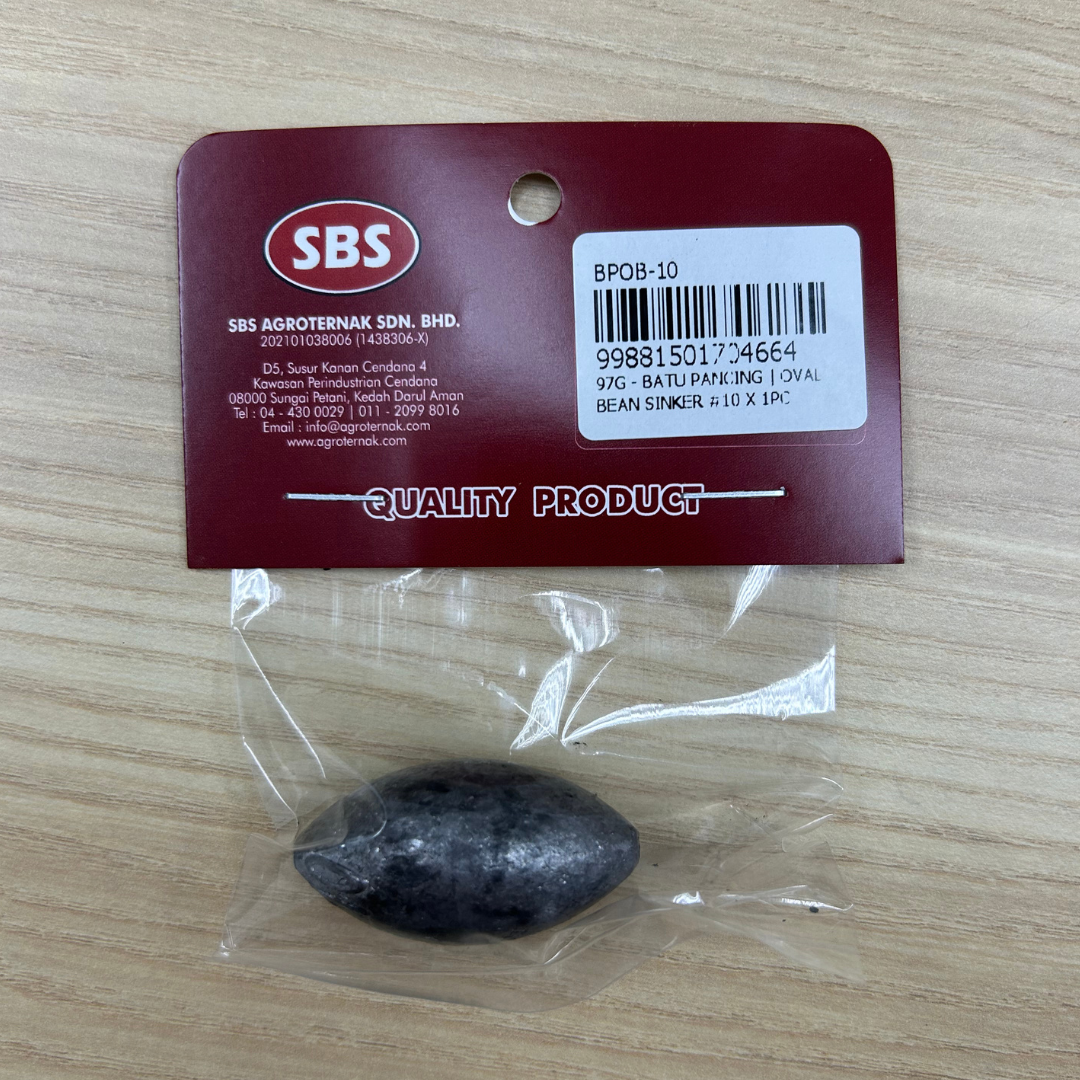 SBS
SBS AGROTERNAK SDN. BHD.
202101038006 (1438306-X)
D5, Susur Kanan Cendana 4
Kawasan Perindustrian Cendana
08000 Sungai Petani, Kedah Darul Aman
Tel : 04 - 430 0029 | 011 - 2099 8016
Email : info@agroternak.com
www.agroternak.com
BPOB-10
99881501704664
97G - BATU PANCING | OVAL
BEAN SINKER #10 X 1PC
QUALITY PRODUCT